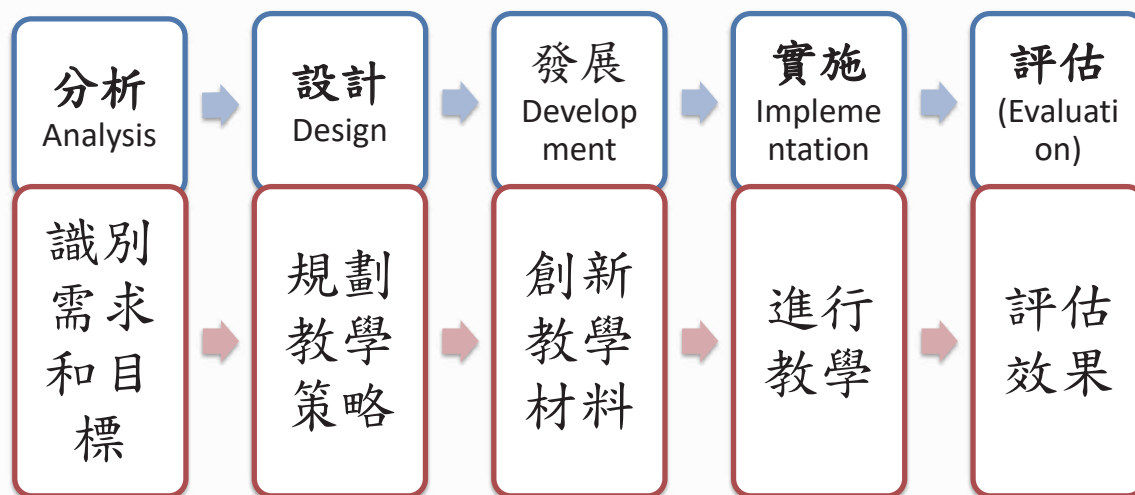 分析
Analysis
設計
Design
發展
Develop
ment
實施
Impleme
ntation
評估
(Evaluati
on)
識別
需求
和目
標
規劃
教學
策略
創新
教學
材料
進行
教學
評估
效果